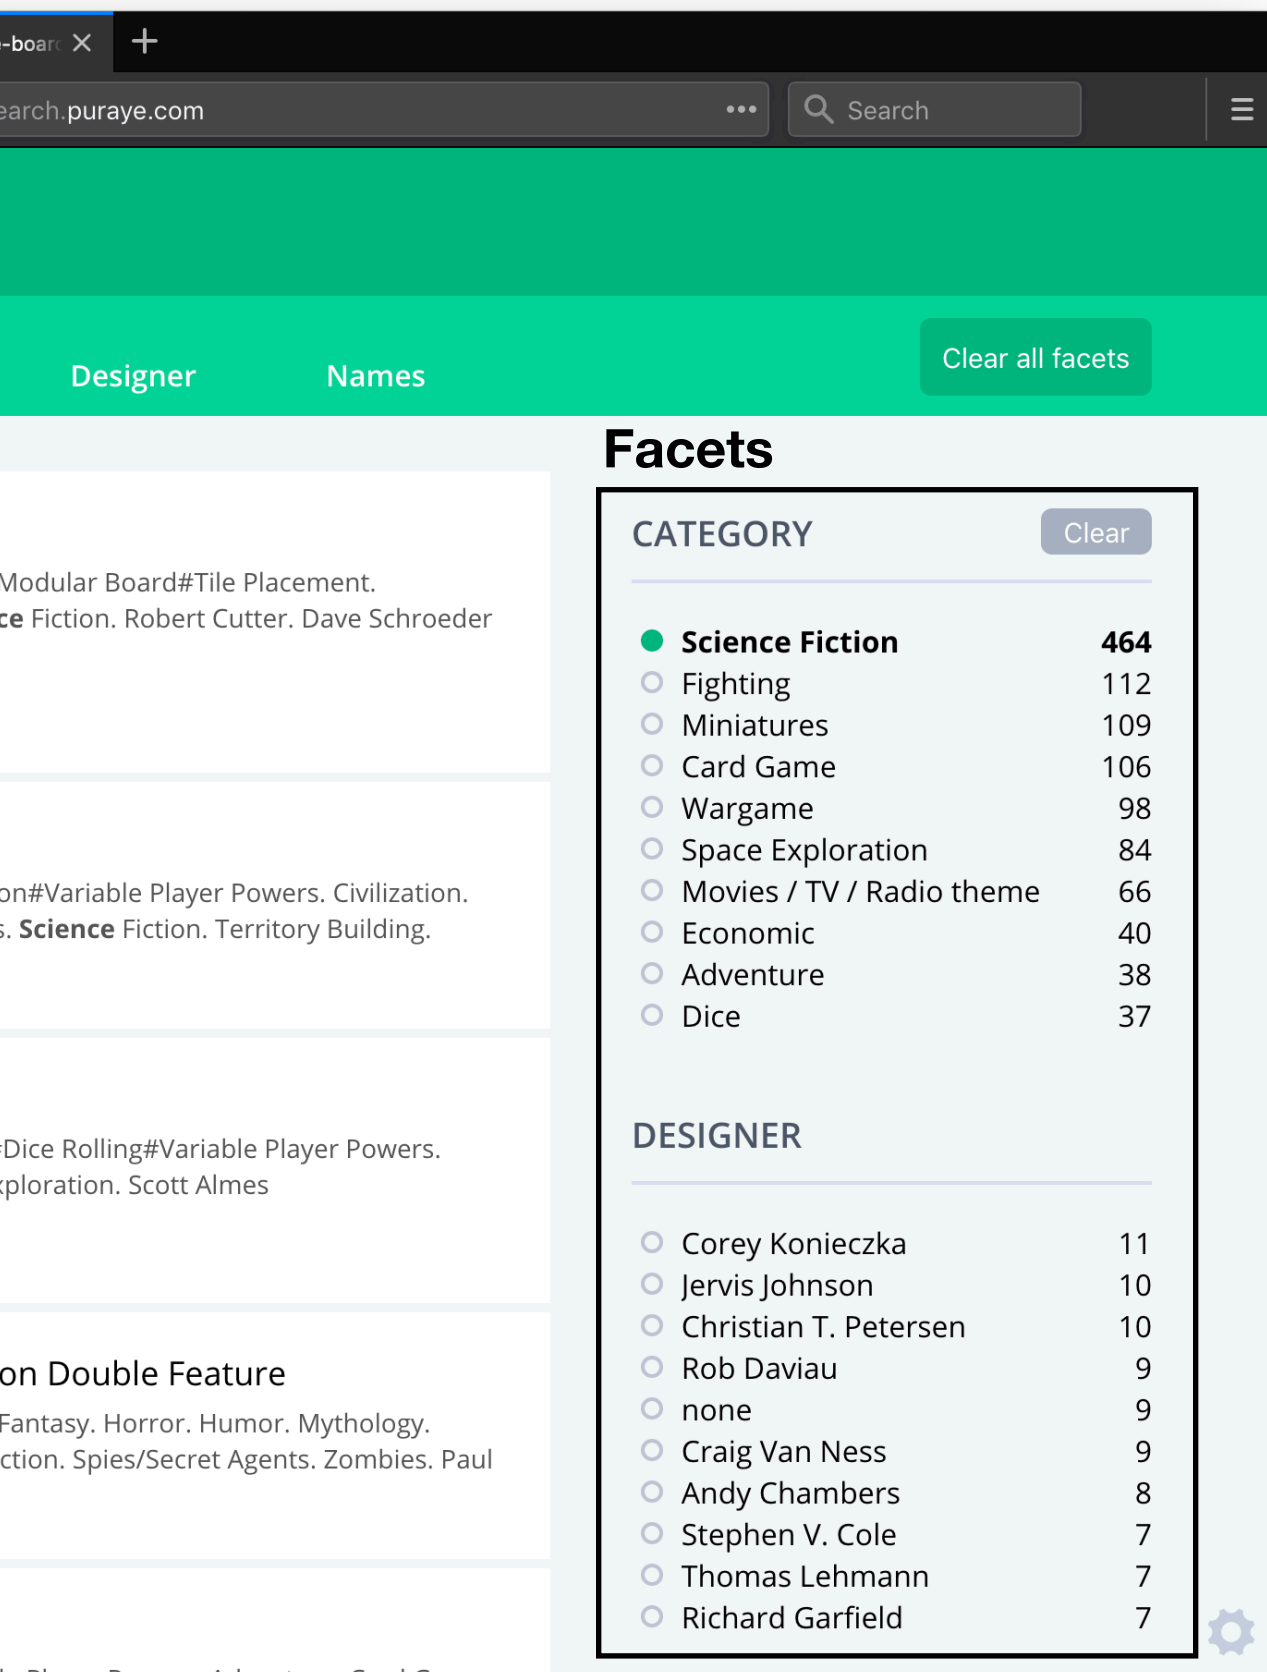 search.puraye.com
Search
Designer
Names
Clear all facets
Facets
CATEGORY
Clear
Modular Board#Tile Placement.
Fiction. Robert Cutter. Dave Schroeder
Science Fiction 464
Fighting 112
Miniatures 109
Card Game 106
Wargame 98
Space Exploration 84
Movies / TV / Radio theme 66
Economic 40
Adventure 38
Dice 37
on#Variable Player Powers. Civilization.
s. Science Fiction. Territory Building.
DESIGNER
#Dice Rolling#Variable Player Powers.
xploration. Scott Almes
Corey Konieczka 11
Jervis Johnson 10
Christian T. Petersen 10
Rob Daviau 9
none 9
Craig Van Ness 9
Andy Chambers 8
Stephen V. Cole 7
Thomas Lehmann 7
Richard Garfield 7
on Double Feature
Fantasy. Horror. Humor. Mythology.
ction. Spies/Secret Agents. Zombies. Paul